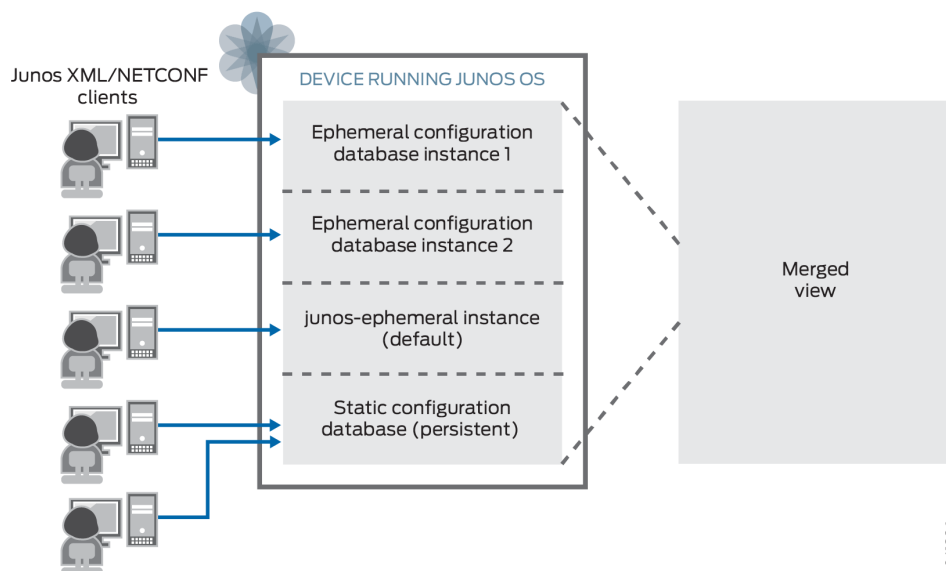 Junos XML/NETCONF
clients
DEVICE RUNNING JUNOS OS
Ephemeral configuration
database instance 1
Ephemeral configuration
database instance 2
junos-ephemeral instance
(default)
Static configuration
database (persistent)
Merged
view